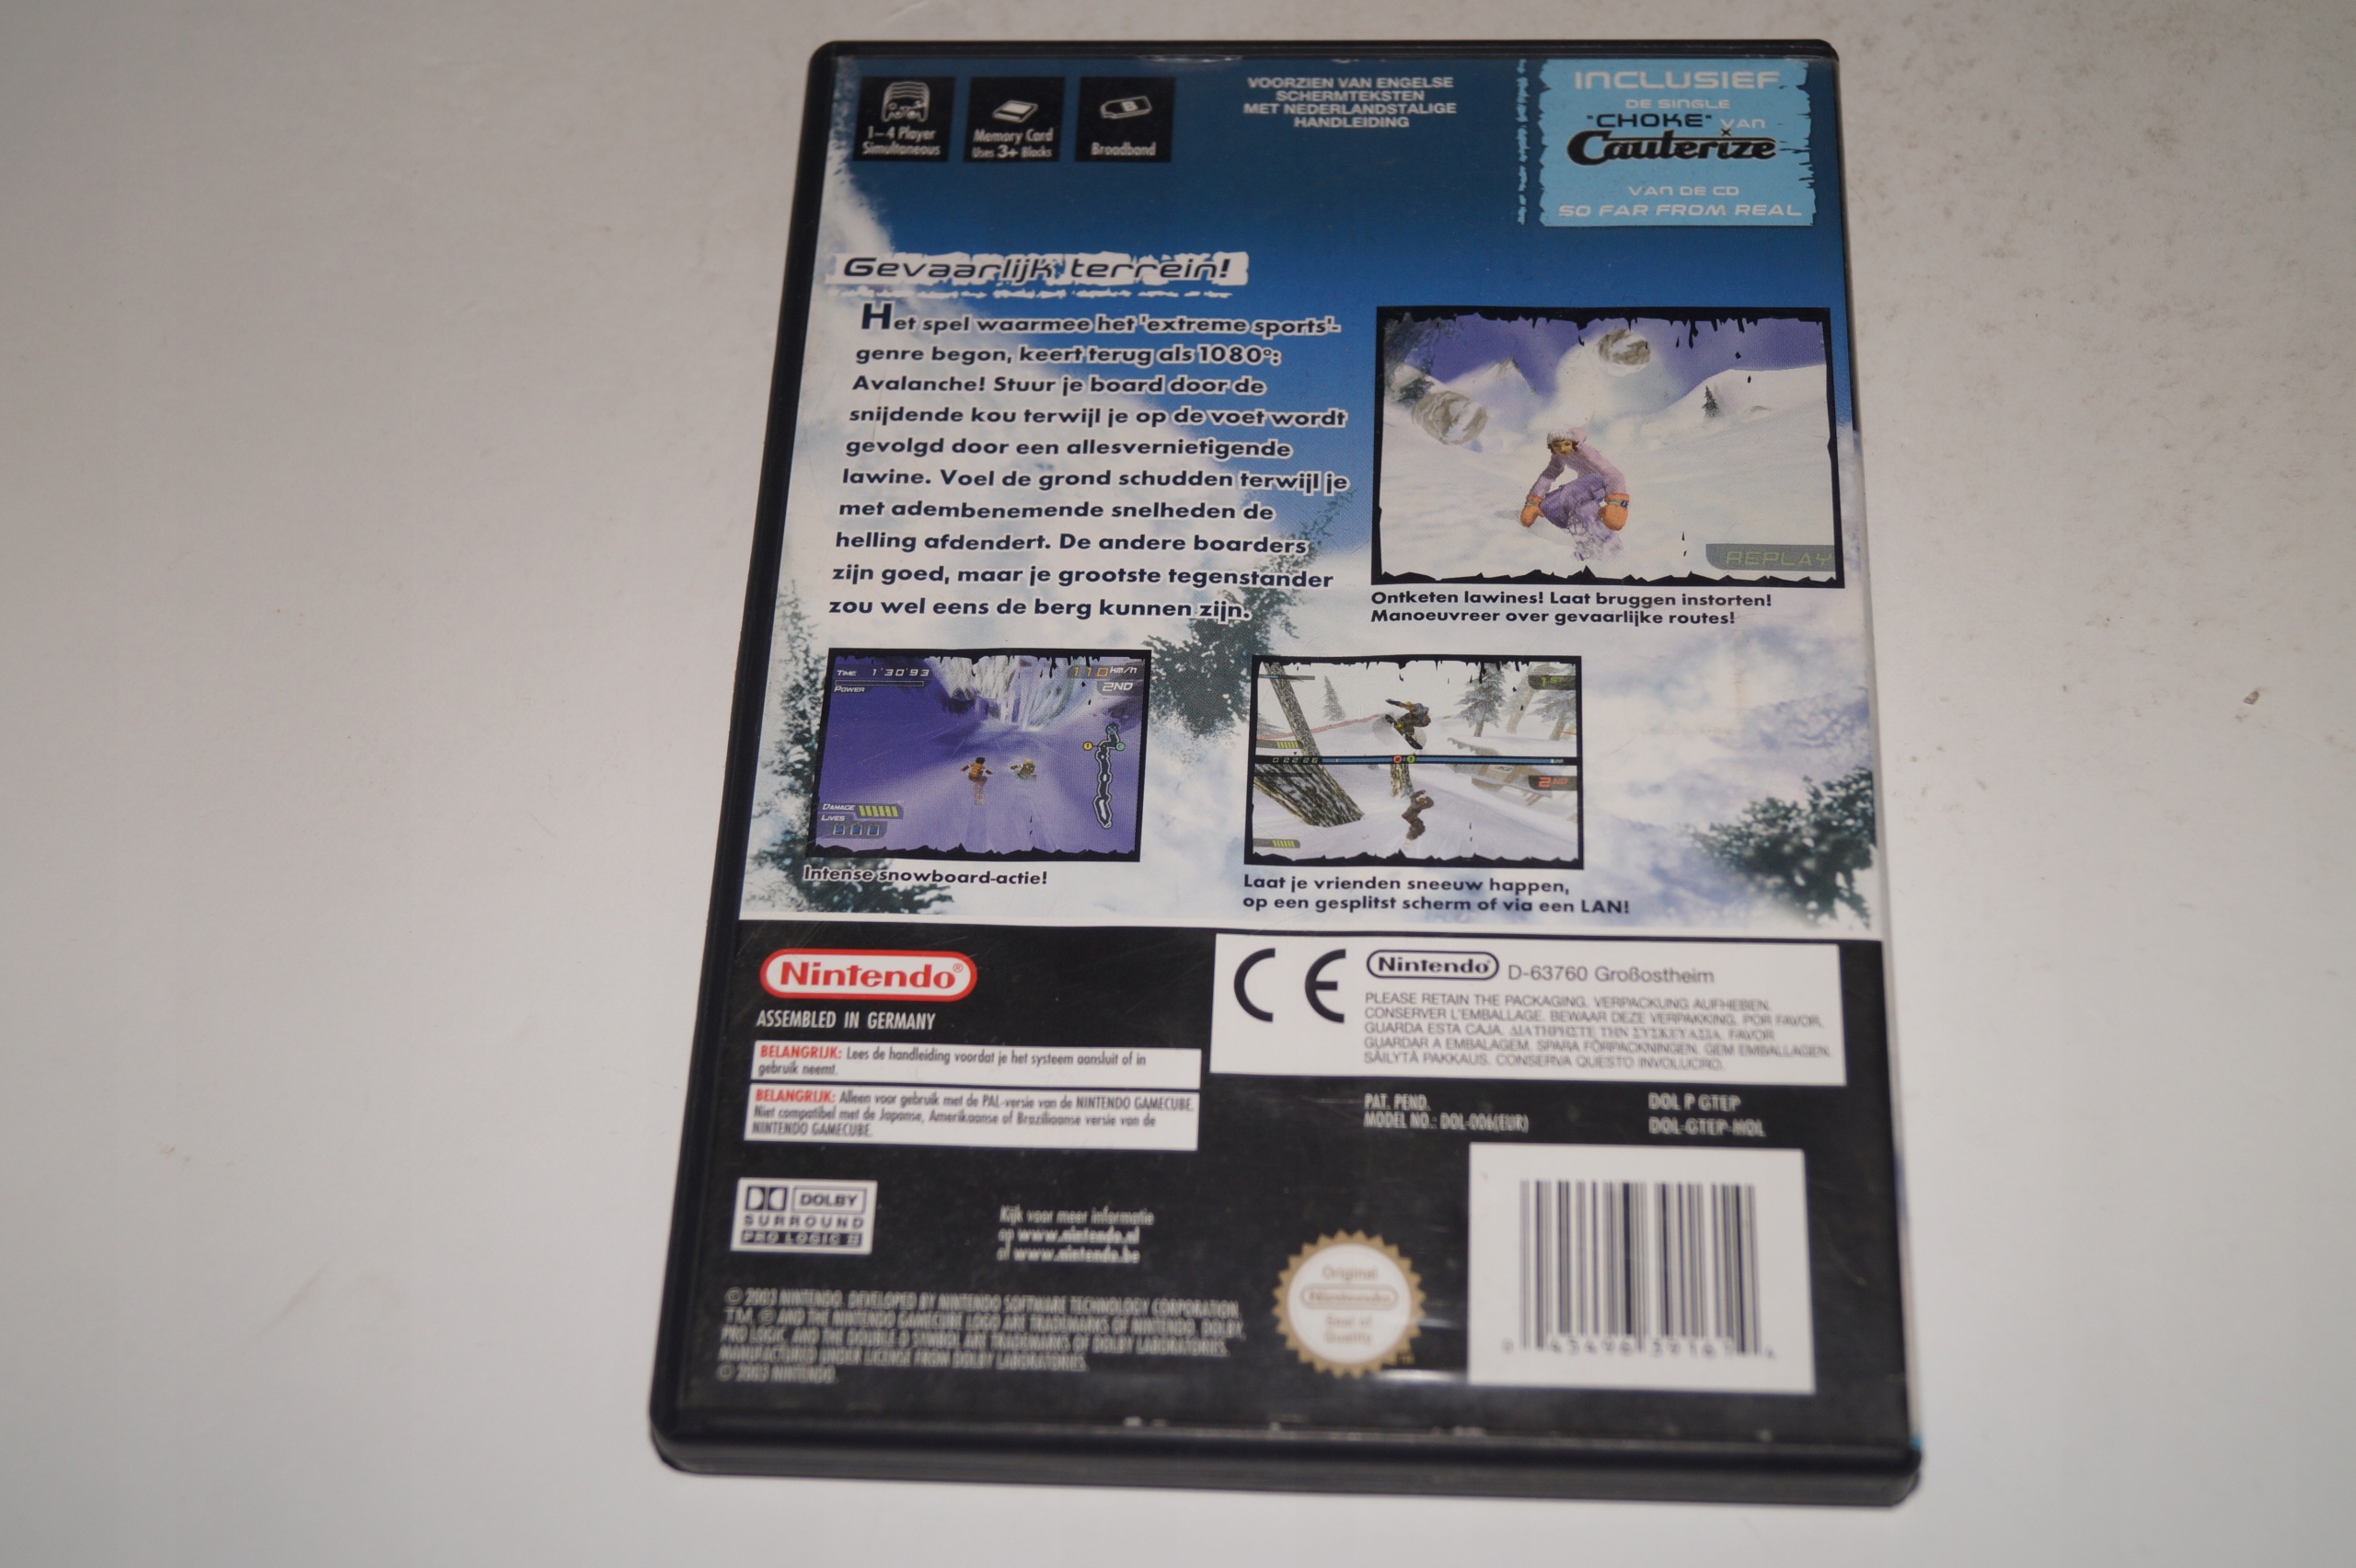 1-4 Player
Simultaneous
Memory Card
Uses 3+ Blocks
Broadband
VOORZIEN VAN ENGELSE
SCHERMTEKSTEN
MET NEDERLANDSTALIGE
HANDLEIDING
INCLUSIEF
DE SINGLE
"CHOKE" VAN
Cauterize
VAN DE CD
SO FAR FROM REAL
Gevaarlijk terrein!
Het spel waarmee het 'extreme sports'-
genre begon, keert terug als 1080°:
Avalanche! Stuur je board door de
snijdende kou terwijl je op de voet wordt
gevolgd door een allesvernietigende
lawine. Voel de grond schudden terwijl je
met adembenemende snelheden de
helling afdendert. De andere boarders
zijn goed, maar je grootste tegenstander
zou wel eens de berg kunnen zijn.
REPLAY
Ontketen lawines! Laat bruggen instorten!
Manoeuvreer over gevaarlijke routes!
TIME 1'30'93
POWER
110 KM/H
2ND
DAMAGE
LIVES
Intense snowboard-actie!
1ST
2ND
Laat je vrienden sneeuw happen,
op een gesplitst scherm of via een LAN!
Nintendo®
ASSEMBLED IN GERMANY
BELANGRIJK: Lees de handleiding voordat je het systeem aansluit of in
gebruik neemt.
BELANGRIJK: Alleen voor gebruik met de PAL-versie van de NINTENDO GAMECUBE.
Niet compatibel met de Japanse, Amerikaanse of Braziliaanse versie van de
NINTENDO GAMECUBE.
CE
Nintendo® D-63760 Großostheim
PLEASE RETAIN THE PACKAGING. VERPACKUNG AUFHEBEN.
CONSERVER L'EMBALLAGE. BEWAAR DEZE VERPAKKING. POR FAVOR,
GUARDA ESTA CAJA. ΔΙΑΤΗΡΗΣΤΕ ΤΗΝ ΣΥΣΚΕΥΑΣΙΑ. FAVOR
GUARDAR A EMBALAGEM. SPARA FÖRPACKNINGEN. GEM EMBALLAGEN.
SÄILYTÄ PAKKAUS. CONSERVA QUESTO INVOLUCRO.
PAT. PEND.
MODEL NO.: DOL-006(EUR)
DOL P GTEP
DOL-GTEP-HOL
DOLBY
SURROUND
PRO LOGIC II
Kijk voor meer informatie
op www.nintendo.nl
of www.nintendo.be
© 2003 NINTENDO. DEVELOPED BY NINTENDO SOFTWARE TECHNOLOGY CORPORATION.
TM, ® AND THE NINTENDO GAMECUBE LOGO ARE TRADEMARKS OF NINTENDO. DOLBY,
PRO LOGIC, AND THE DOUBLE-D SYMBOL ARE TRADEMARKS OF DOLBY LABORATORIES.
MANUFACTURED UNDER LICENSE FROM DOLBY LABORATORIES.
© 2003 NINTENDO.
Original
Nintendo
Seal of
Quality